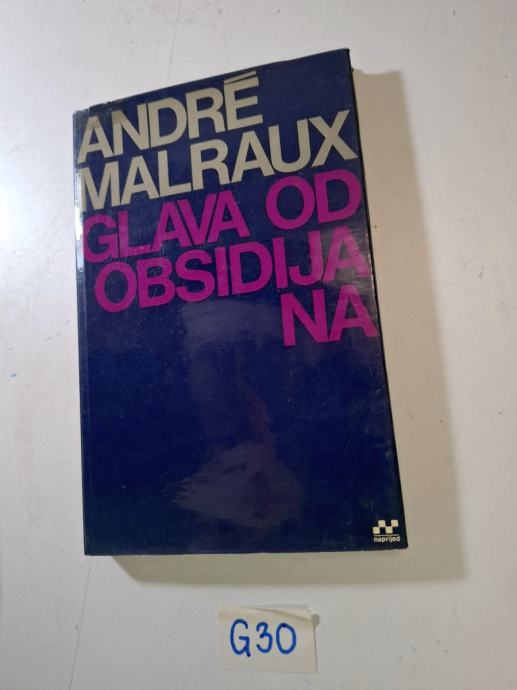 ANDRÉ
MALRAUX
GLAVA OD
OBSIDIJA
NA
naprijed
G30